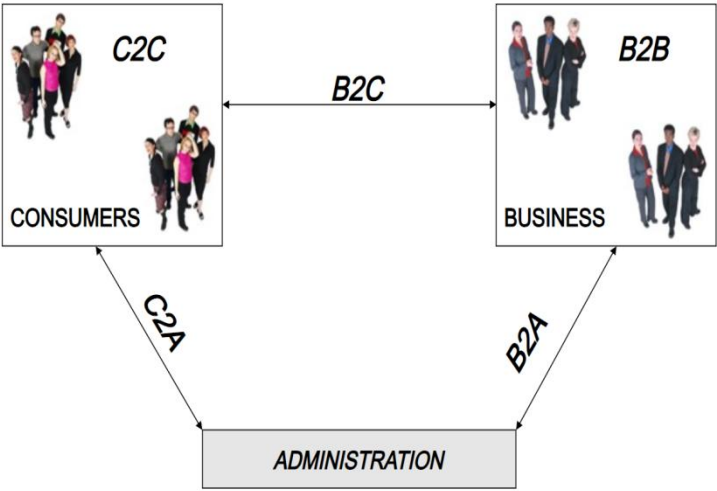 C2C
B2B
B2C
CONSUMERS
BUSINESS
C2A
B2A
ADMINISTRATION